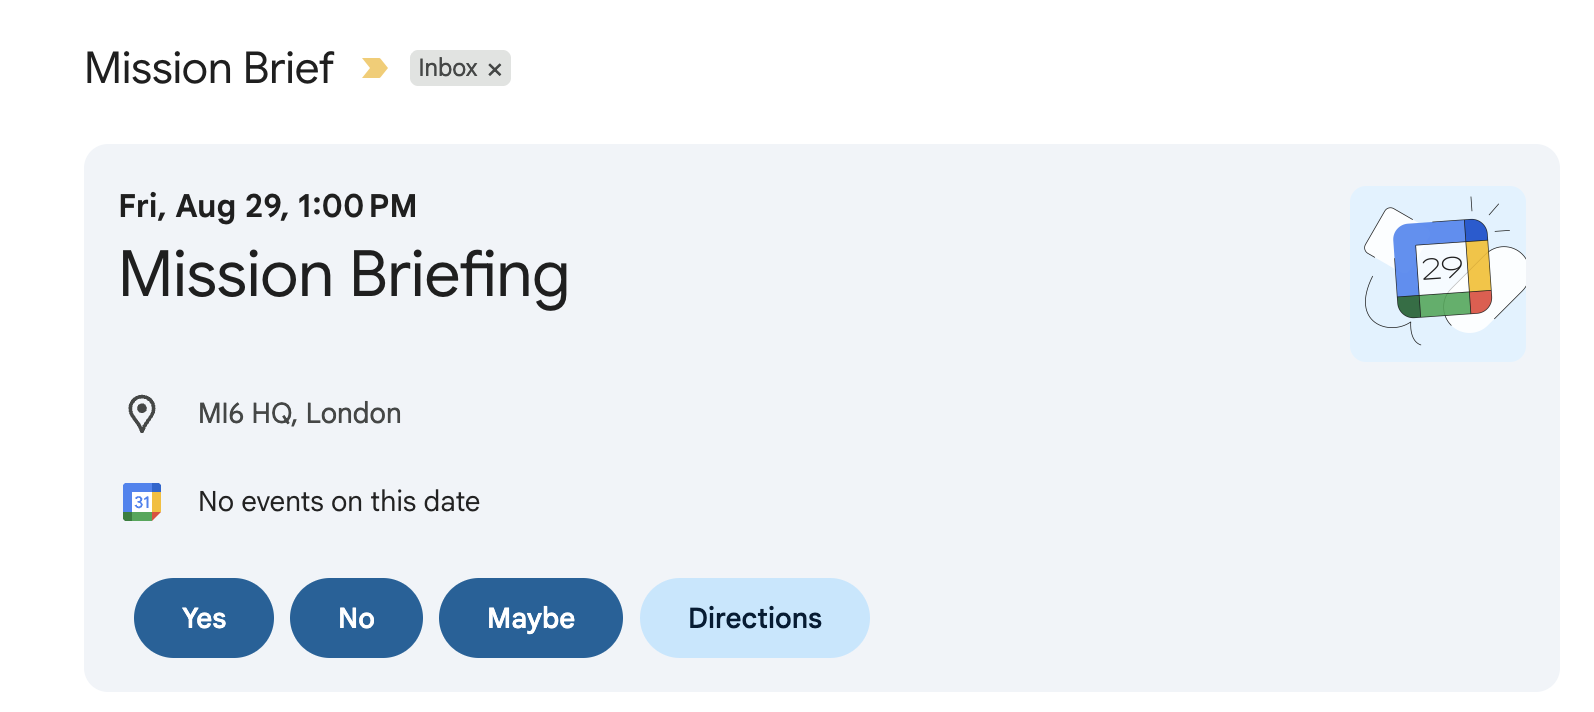 Mission Brief
Inbox ×
Fri, Aug 29, 1:00 PM
Mission Briefing
29
MI6 HQ, London
31
No events on this date
Yes
No
Maybe
Directions